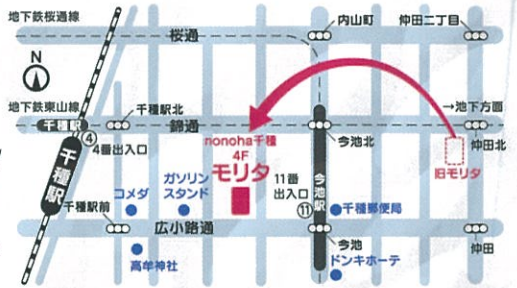 地下鉄桜通線
桜通
内山町
仲田二丁目
N
地下鉄東山線
千種駅
④
4番出入口
千種駅
千種駅北
錦通
→池下方面
今池北
仲田北
nonoha千種
4F
モリタ
旧モリタ
ガソリン
スタンド
コメダ
千種駅前
11番
出入口
⑪
今池駅
千種郵便局
広小路通
今池
仲田
高牟神社
ドンキホーテ